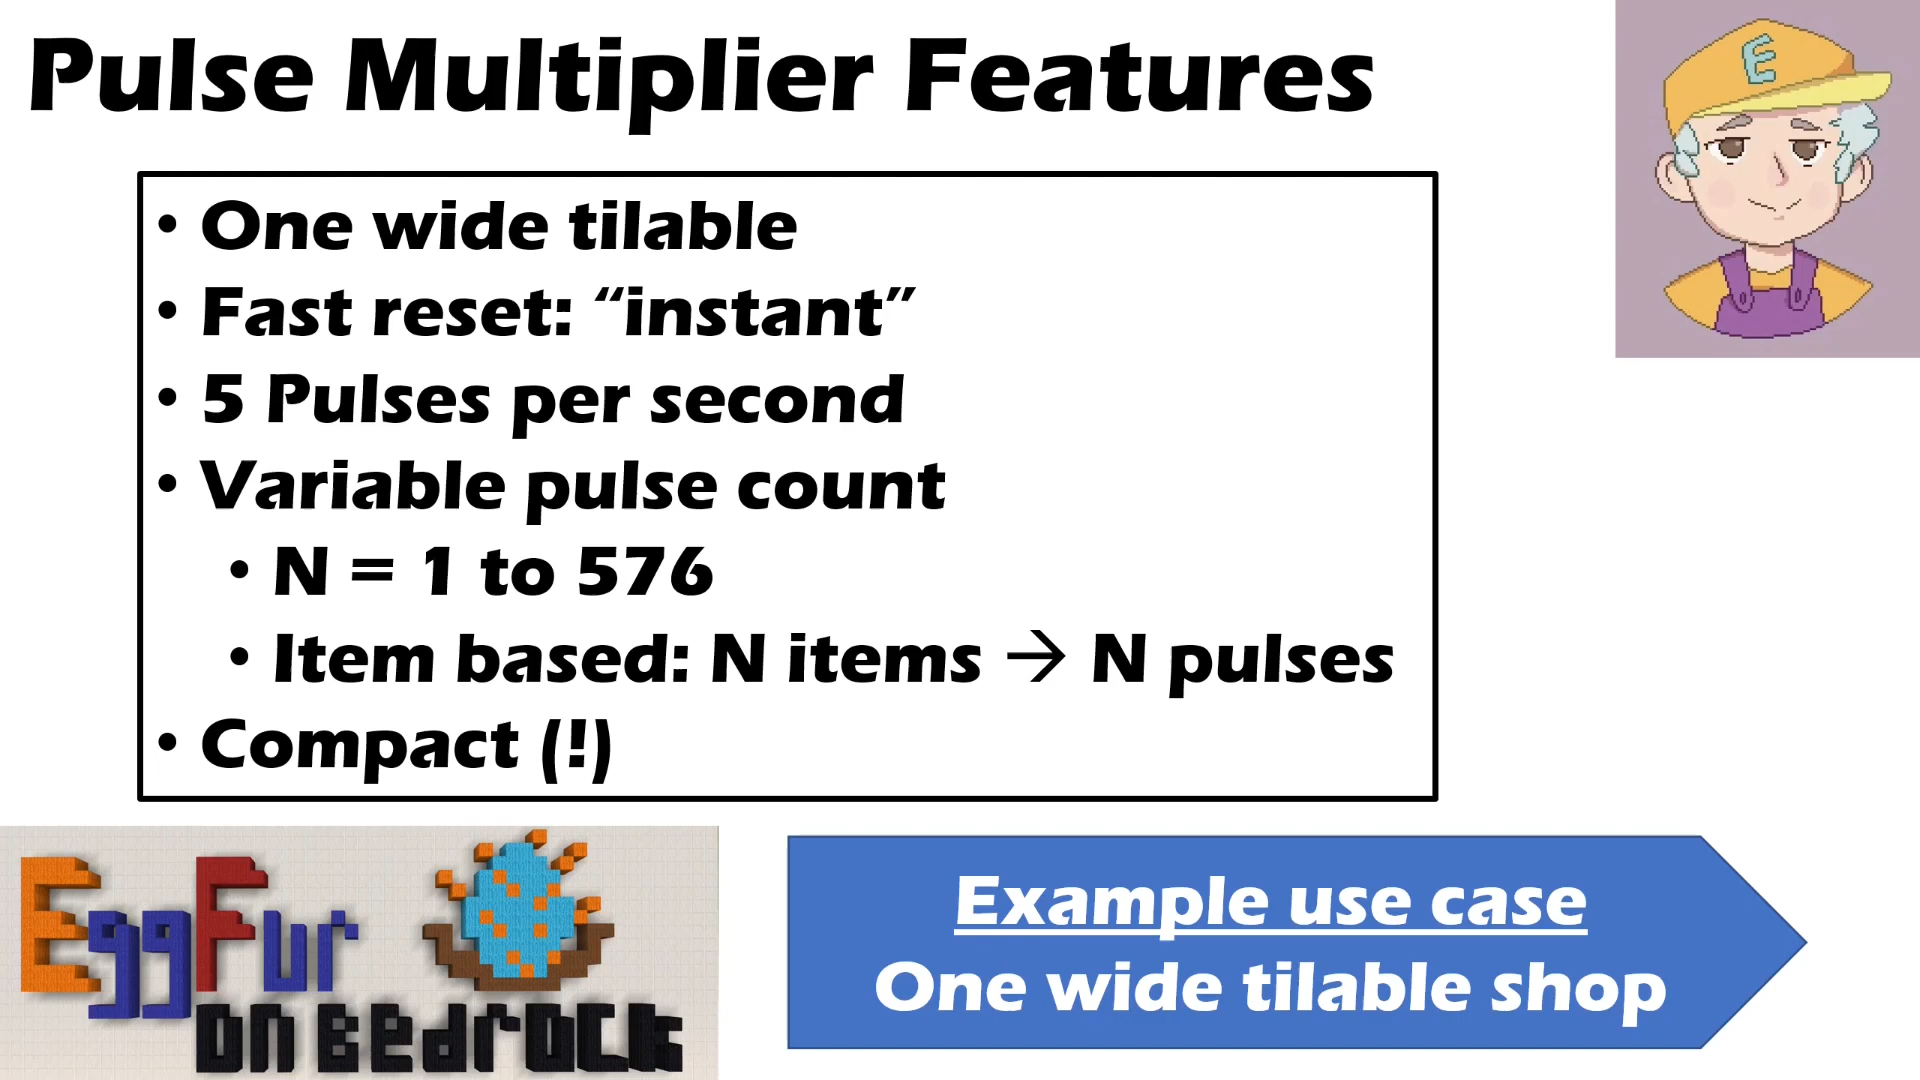 Pulse Multiplier Features
E
• One wide tilable
• Fast reset: “instant”
• 5 Pulses per second
• Variable pulse count
• N = 1 to 576
• Item based: N items → N pulses
• Compact (!)
EggFur
on Bedrock
Example use case
One wide tilable shop